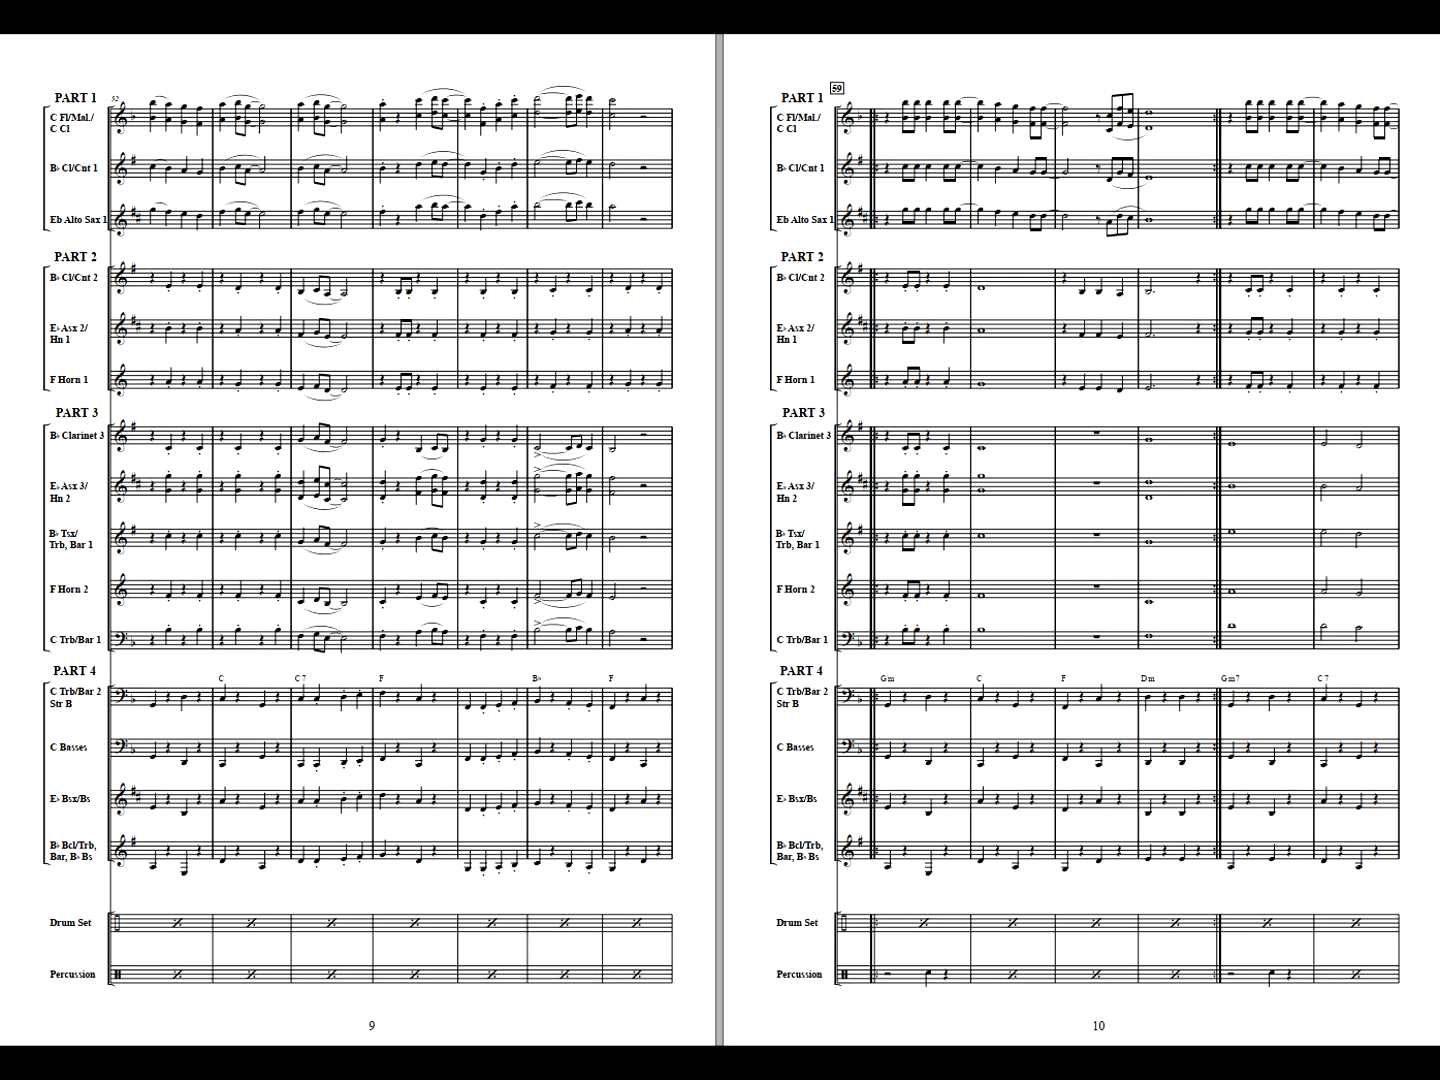 PART 1
52
C Fl/Mal./
C Cl
B♭ Cl/Cnt 1
Eb Alto Sax 1
PART 2
B♭ Cl/Cnt 2
E♭ Asx 2/
Hn 1
F Horn 1
PART 3
B♭ Clarinet 3
E♭ Asx 3/
Hn 2
B♭ Tsx/
Trb, Bar 1
F Horn 2
C Trb/Bar 1
PART 4
C C7 F B♭ F
C Trb/Bar 2
Str B
C Basses
E♭ Bsx/Bs
B♭ Bcl/Trb,
Bar, B♭ Bs
Drum Set
Percussion
9
59
PART 1
C Fl/Mal./
C Cl
B♭ Cl/Cnt 1
Eb Alto Sax 1
PART 2
B♭ Cl/Cnt 2
E♭ Asx 2/
Hn 1
F Horn 1
PART 3
B♭ Clarinet 3
E♭ Asx 3/
Hn 2
B♭ Tsx/
Trb, Bar 1
F Horn 2
C Trb/Bar 1
PART 4
Gm C F Dm Gm7 C7
C Trb/Bar 2
Str B
C Basses
E♭ Bsx/Bs
B♭ Bcl/Trb,
Bar, B♭ Bs
Drum Set
Percussion
10